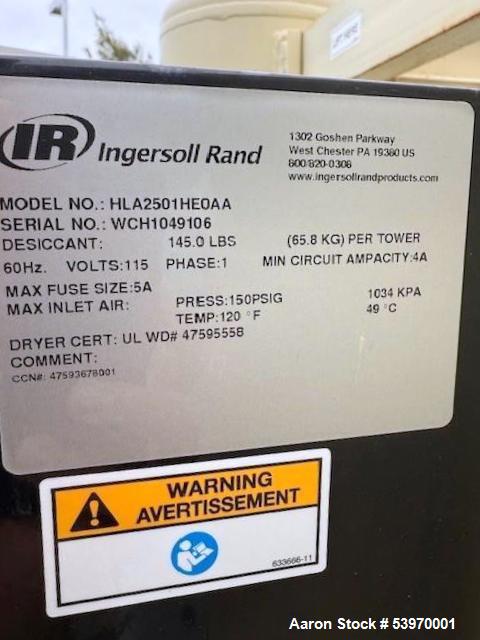 IR Ingersoll Rand
1302 Goshen Parkway
West Chester PA 19380 US
800/820-0308
www.ingersollrandproducts.com
MODEL NO.: HLA2501HE0AA
SERIAL NO.: WCH1049106
DESICCANT: 145.0 LBS (65.8 KG) PER TOWER
60Hz. VOLTS:115 PHASE:1 MIN CIRCUIT AMPACITY:4A
MAX FUSE SIZE:5A
MAX INLET AIR: PRESS:150PSIG 1034 KPA
TEMP:120 °F 49 °C
DRYER CERT: UL WD# 47595558
COMMENT:
CCN#: 47593678001
WARNING
AVERTISSEMENT
633666-11
Aaron Stock # 53970001